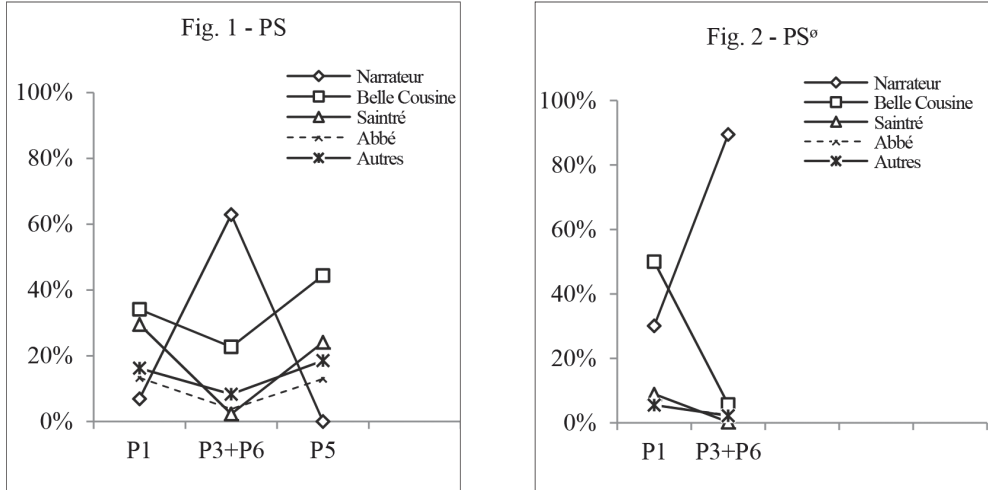 Fig. 1 - PS
Narrateur
Belle Cousine
Saintré
Abbé
Autres
100%
80%
60%
40%
20%
0%
P1 P3+P6 P5
Fig. 2 - PSᵒ̸
Narrateur
Belle Cousine
Saintré
Abbé
Autres
100%
80%
60%
40%
20%
0%
P1 P3+P6